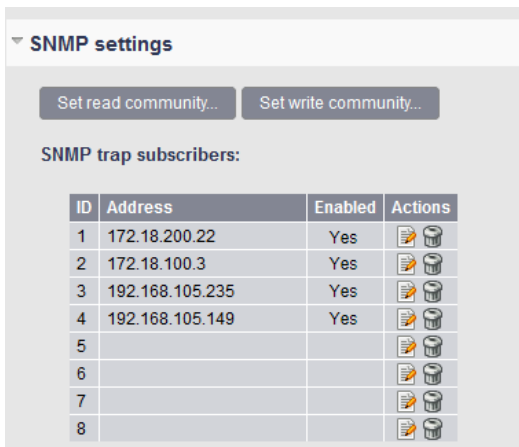 SNMP settings
Set read community... Set write community...
SNMP trap subscribers:
ID Address Enabled Actions
1 172.18.200.22 Yes
2 172.18.100.3 Yes
3 192.168.105.235 Yes
4 192.168.105.149 Yes
5
6
7
8